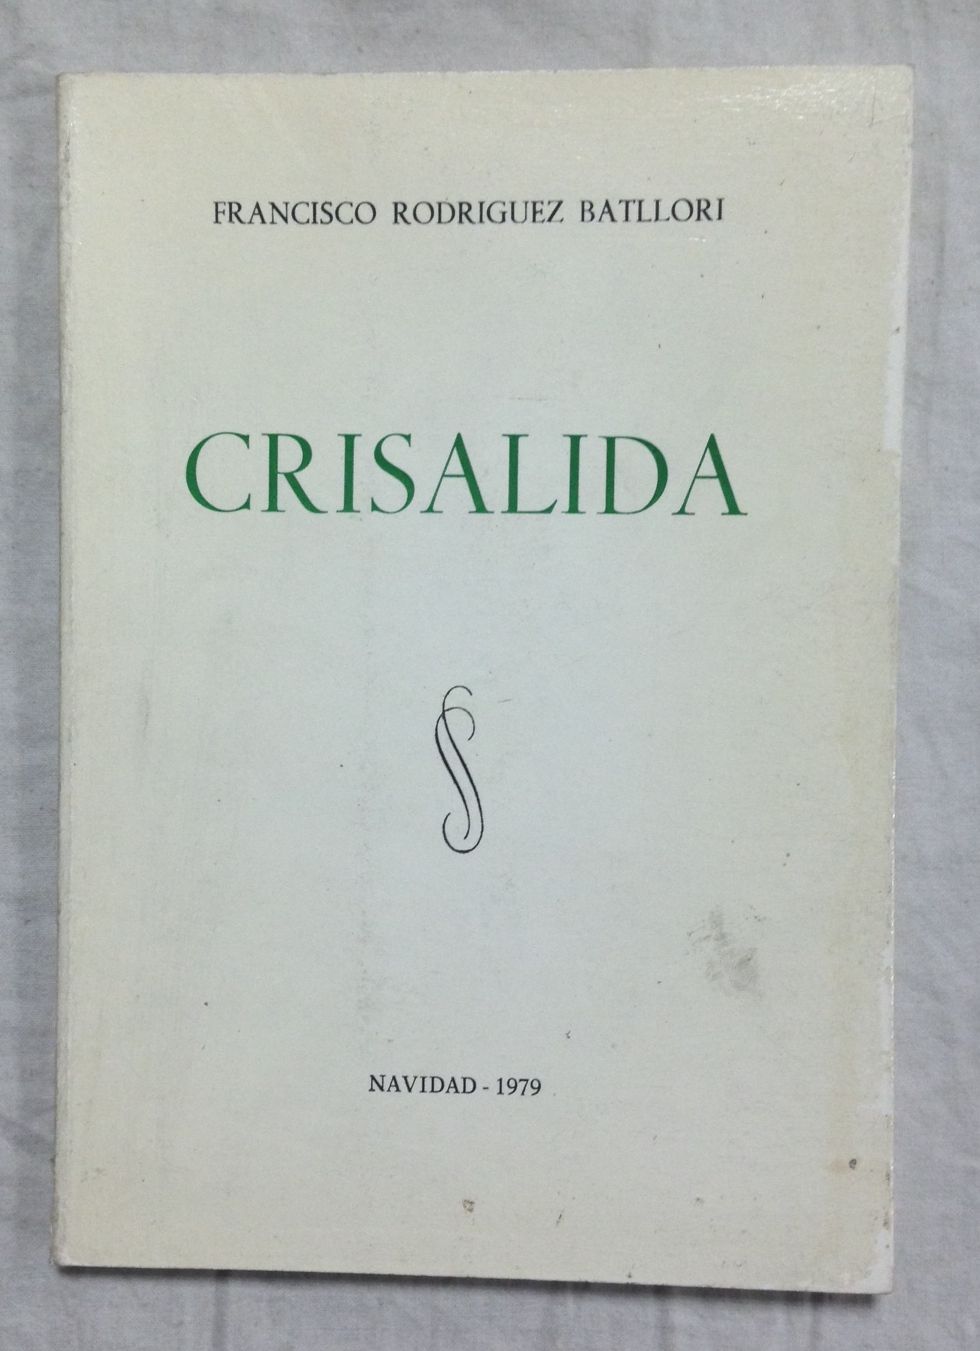 FRANCISCO RODRIGUEZ BATLLORI
CRISALIDA
NAVIDAD - 1979